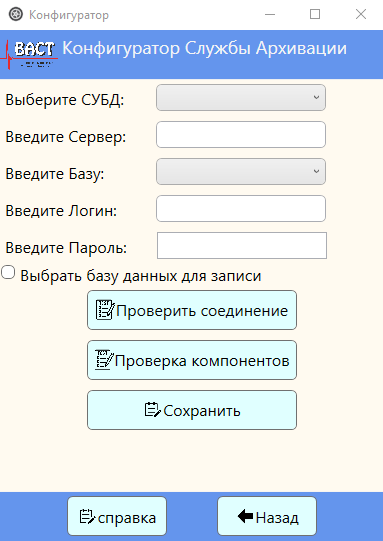 Конфигуратор
ВАСТ Конфигуратор Службы Архивации
Выберите СУБД:
Введите Сервер:
Введите Базу:
Введите Логин:
Введите Пароль:
Выбрать базу данных для записи
Проверить соединение
Проверка компонентов
Сохранить
справка
Назад